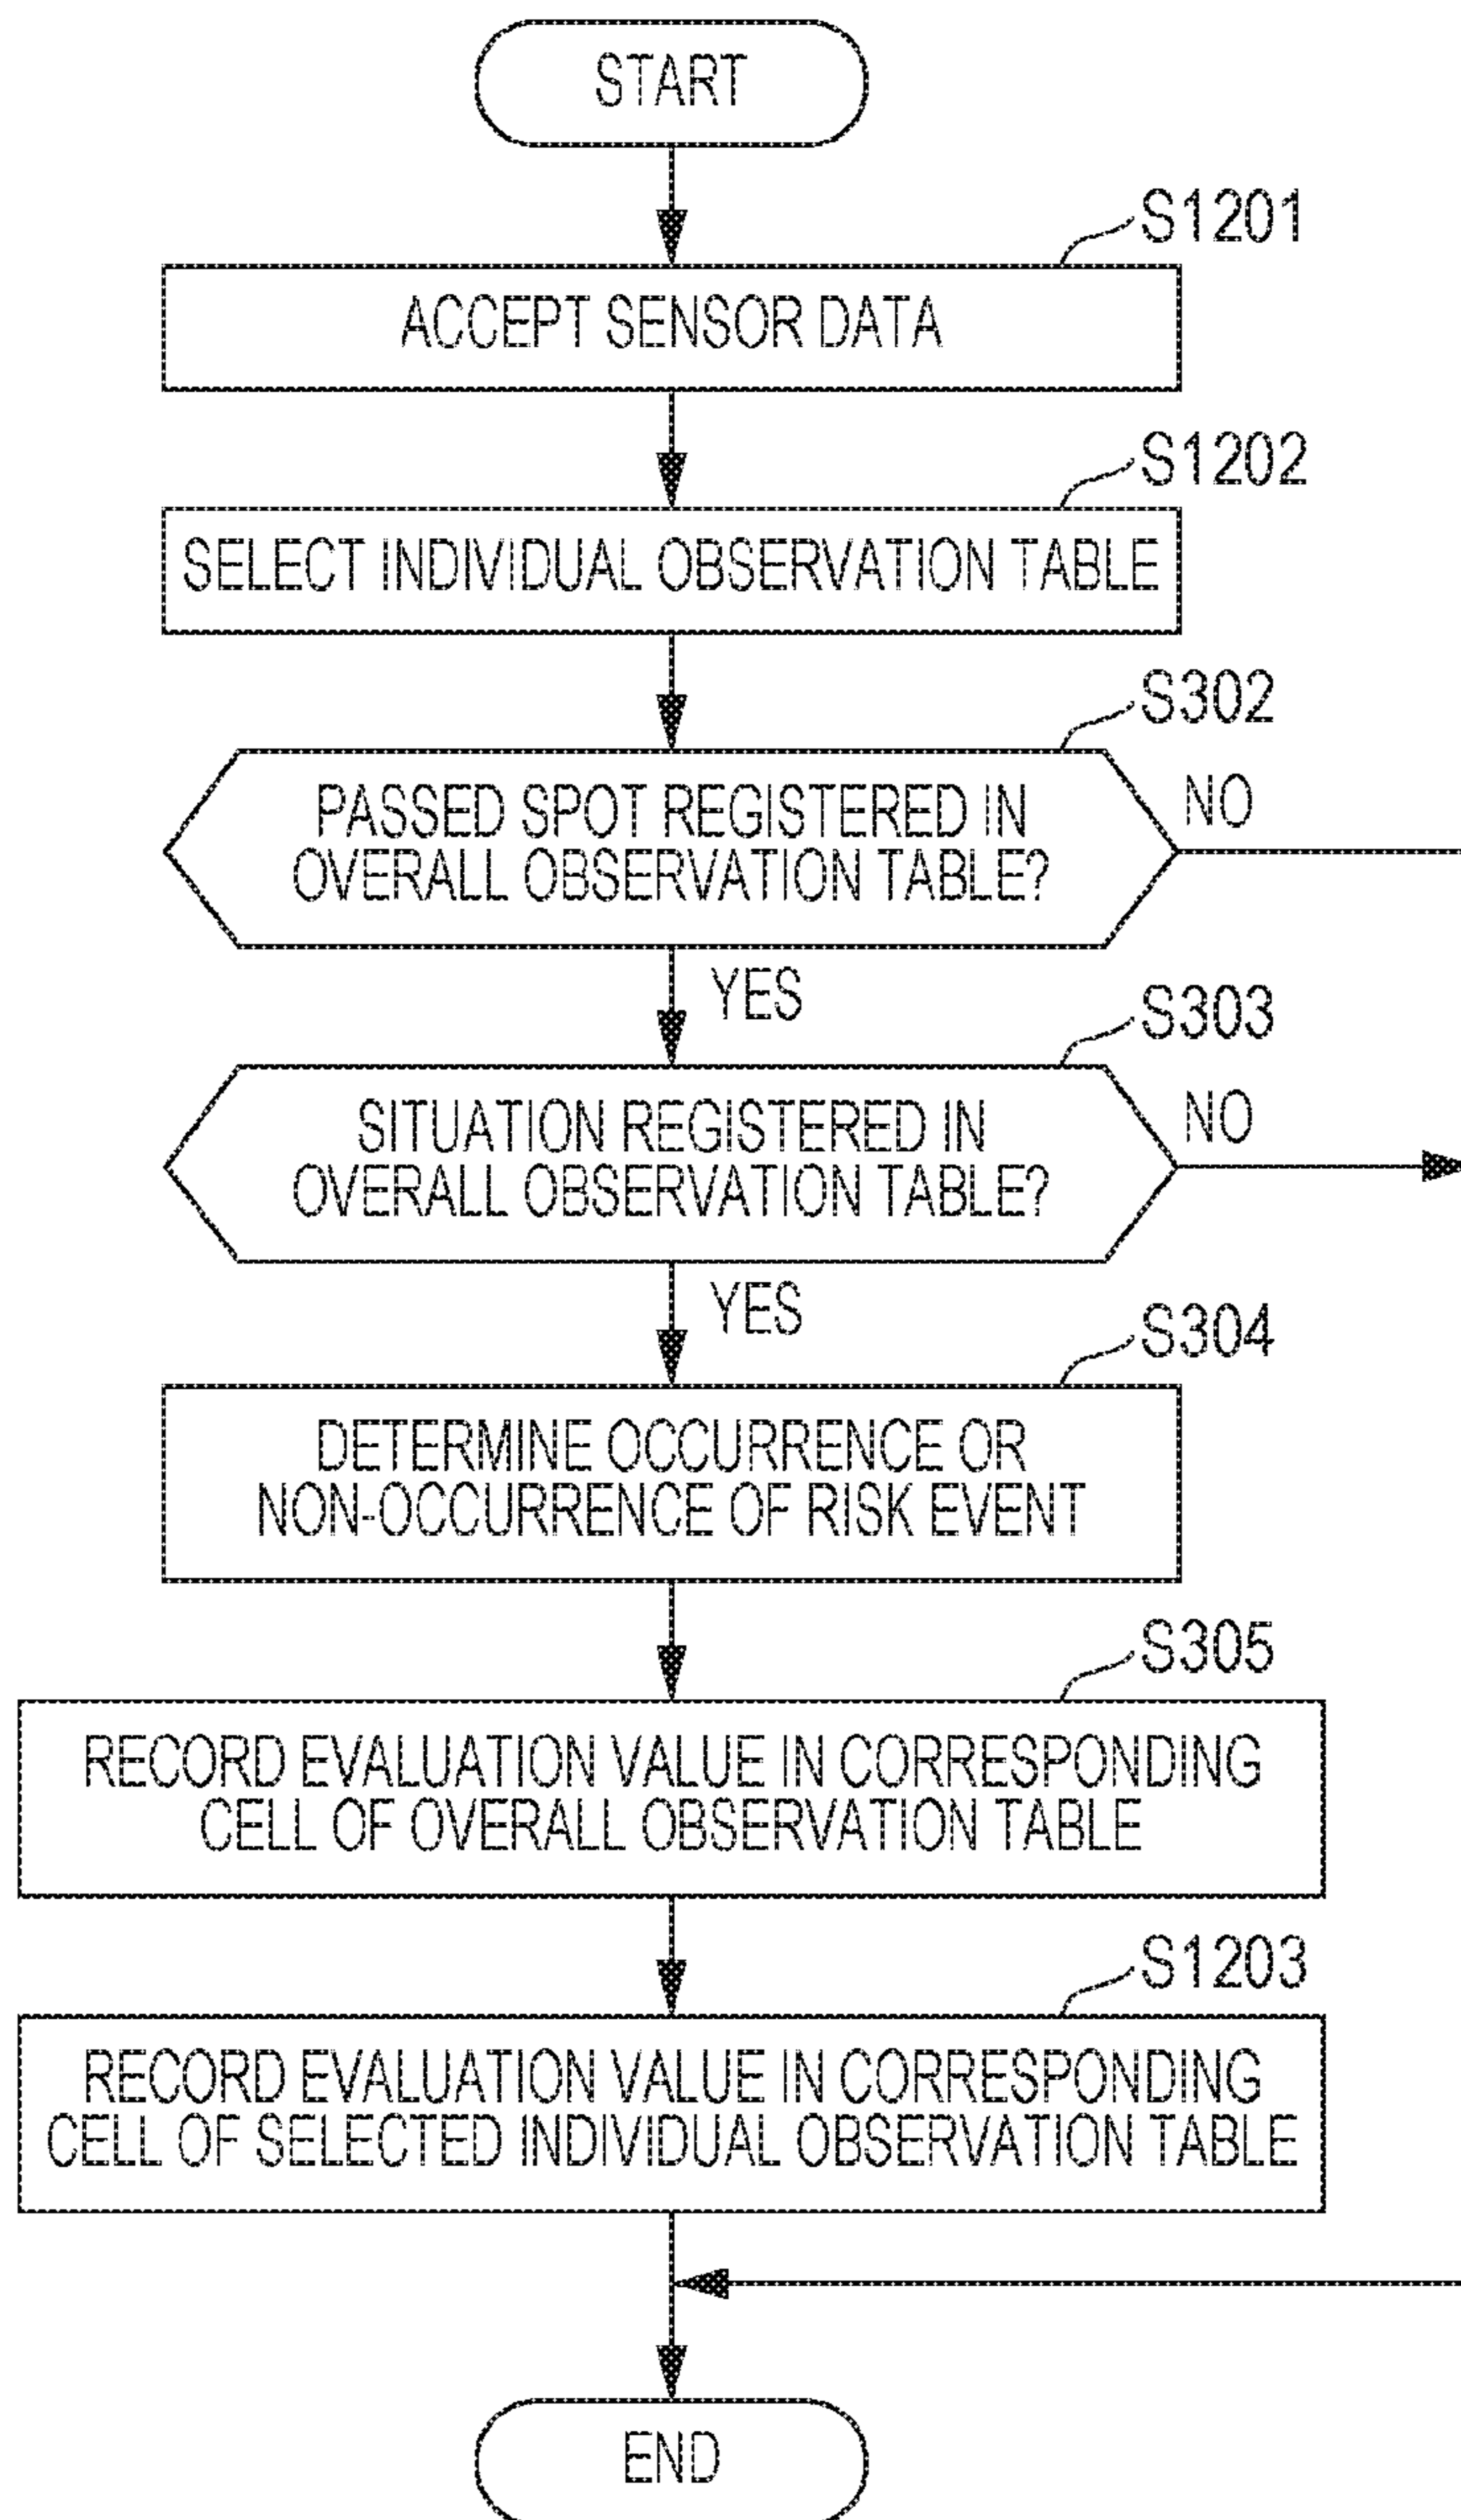 START
S1201
ACCEPT SENSOR DATA
S1202
SELECT INDIVIDUAL OBSERVATION TABLE
S302
PASSED SPOT REGISTERED IN
OVERALL OBSERVATION TABLE?
NO
YES
S303
SITUATION REGISTERED IN
OVERALL OBSERVATION TABLE?
NO
YES
S304
DETERMINE OCCURRENCE OR
NON-OCCURRENCE OF RISK EVENT
S305
RECORD EVALUATION VALUE IN CORRESPONDING
CELL OF OVERALL OBSERVATION TABLE
S1203
RECORD EVALUATION VALUE IN CORRESPONDING
CELL OF SELECTED INDIVIDUAL OBSERVATION TABLE
END